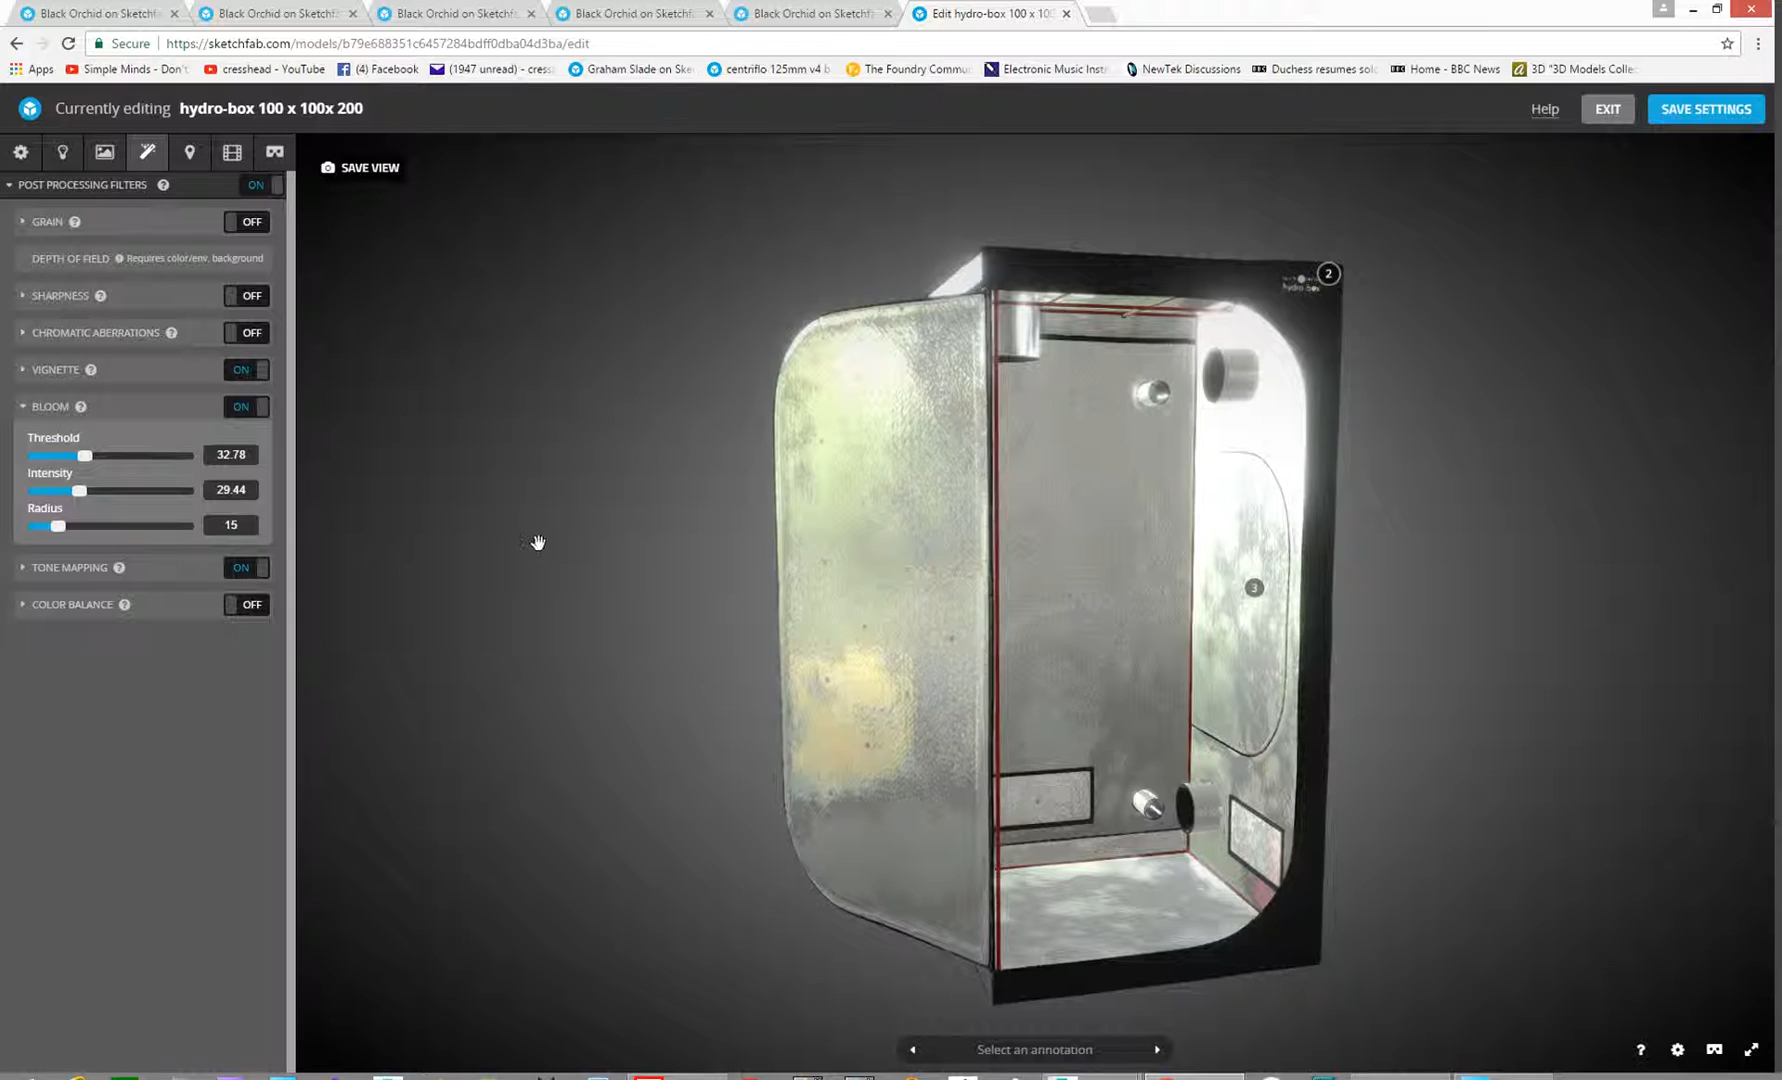 Black Orchid on Sketchf
Black Orchid on Sketchf
Black Orchid on Sketchf
Black Orchid on Sketchf
Black Orchid on Sketchf
Edit hydro-box 100 x 100
Secure
https://sketchfab.com/models/b79e688351c6457284bdff0dba04d3ba/edit
Apps
Simple Minds - Don't
cresshead - YouTube
(4) Facebook
(1947 unread) - cress
Graham Slade on Ske
centriflo 125mm v4 b
The Foundry Commu
Electronic Music Inst
NewTek Discussions
Duchess resumes sol
Home - BBC News
3D "3D Models Colle
Currently editing hydro-box 100 x 100x 200
Help
EXIT
SAVE SETTINGS
SAVE VIEW
POST PROCESSING FILTERS ? ON
GRAIN ? OFF
DEPTH OF FIELD Requires color/env. background
SHARPNESS ? OFF
CHROMATIC ABERRATIONS ? OFF
VIGNETTE ? ON
BLOOM ? ON
Threshold
32.78
Intensity
29.44
Radius
15
TONE MAPPING ? ON
COLOR BALANCE ? OFF
2
hydro box
3
Select an annotation
?